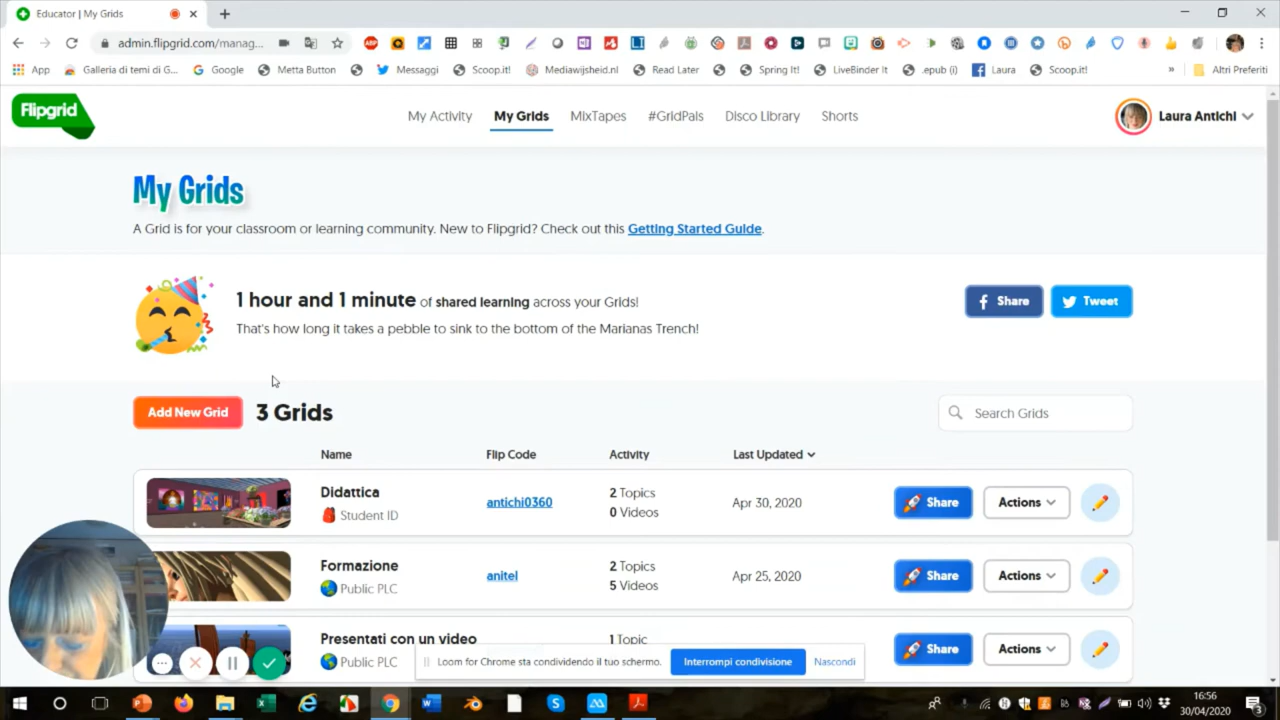 Educator | My Grids
admin.flipgrid.com/manag...
App
Galleria di temi di G...
Google
Metta Button
Messaggi
Scoop.it!
Mediawijsheid.nl
Read Later
Spring It!
LiveBinder It
.epub (i)
Laura
Scoop.it!
»
Altri Preferiti
Flipgrid
My Activity
My Grids
MixTapes
#GridPals
Disco Library
Shorts
Laura Antichi
My Grids
A Grid is for your classroom or learning community. New to Flipgrid? Check out this Getting Started Guide.
1 hour and 1 minute of shared learning across your Grids!
That's how long it takes a pebble to sink to the bottom of the Marianas Trench!
Share
Tweet
Add New Grid
3 Grids
Search Grids
Name
Flip Code
Activity
Last Updated
Didattica
Student ID
antichi0360
2 Topics
0 Videos
Apr 30, 2020
Share
Actions
Formazione
Public PLC
anitel
2 Topics
5 Videos
Apr 25, 2020
Share
Actions
Presentati con un video
Public PLC
1 Topic
Share
Actions
Loom for Chrome sta condividendo il tuo schermo.
Interrompi condivisione
Nascondi
16:56
30/04/2020
3